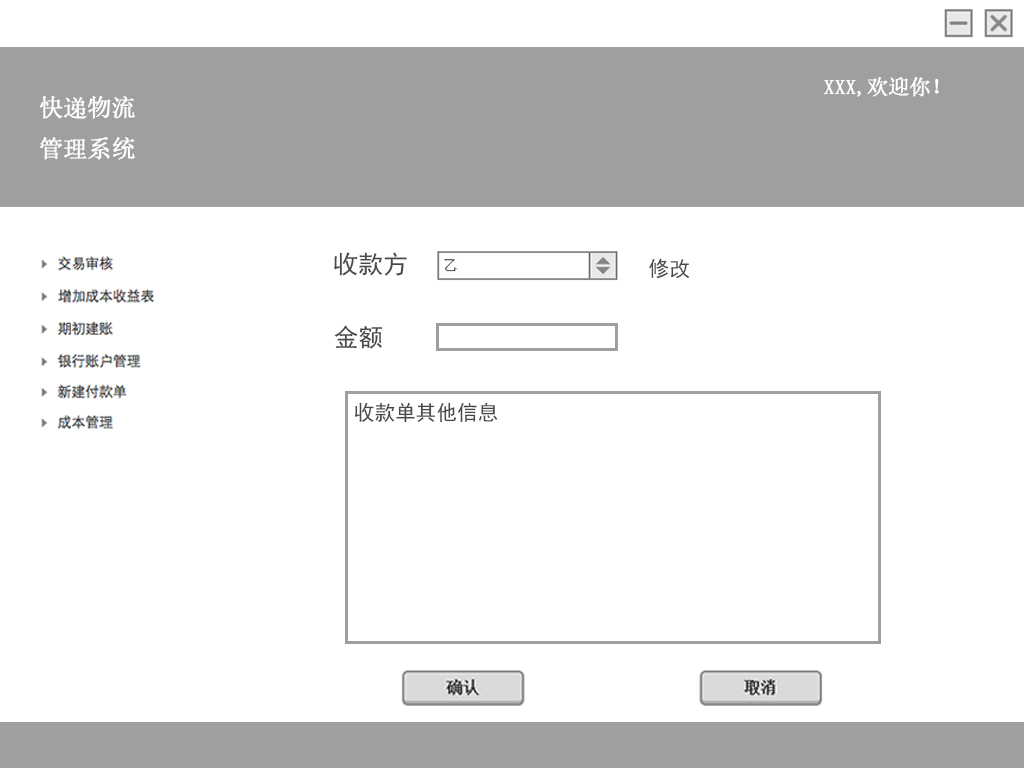 XXX,欢迎你!
快递物流
管理系统
交易审核
增加成本收益表
期初建账
银行账户管理
新建付款单
成本管理
收款方 乙 修改
金额
收款单其他信息
确认 取消